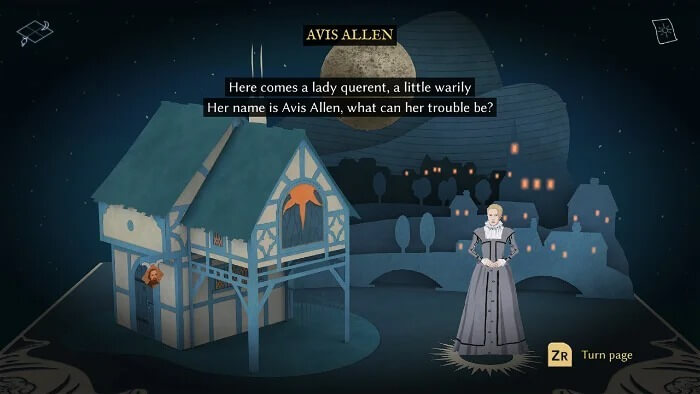 AVIS ALLEN
Here comes a lady querent, a little warily
Her name is Avis Allen, what can her trouble be?
ZR Turn page